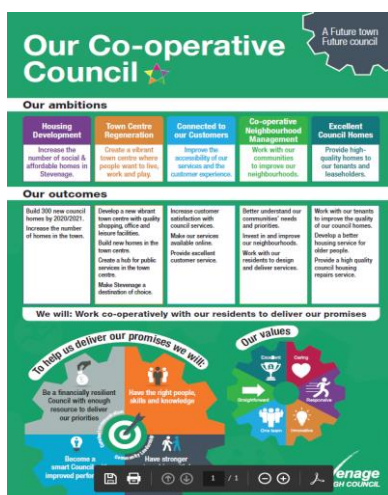 A Future town
Future council
Our Co-operative
Council
Our ambitions
Housing
Development
Increase the
number of social &
affordable homes in
Stevenage.
Town Centre
Regeneration
Create a vibrant
town centre where
people want to live,
work and play.
Connected to
our Customers
Improve the
accessibility of our
services and the
customer experience.
Co-operative
Neighbourhood
Management
Work with our
communities
to improve our
neighbourhoods.
Excellent
Council Homes
Provide high-
quality homes to
our tenants and
leaseholders.
Our outcomes
Build 300 new council
homes by 2020/2021.
Increase the number
of homes in the town.
Develop a new vibrant
town centre with quality
shopping, office and
leisure facilities.
Build new homes in the
town centre.
Create a hub for public
services in the town
centre.
Make Stevenage a
destination of choice.
Increase customer
satisfaction with
council services.
Make our services
available online.
Provide excellent
customer service.
Better understand our
communities' needs
and priorities.
Invest in and improve
our neighbourhoods.
Work with our
residents to design
and deliver services.
Work with our tenants
to improve the quality
of our council homes.
Develop a better
housing service for
older people.
Provide a high quality
council housing
repairs service.
We will: Work co-operatively with our residents to deliver our promises
To help us deliver our promises we will:
Be a financially resilient
Council with enough
resource to deliver
our priorities
Have the right people,
skills and knowledge
Become a
smart Council
improved perfor
Have stronger
Our values
Excellent
Caring
Straightforward
Responsive
One team
Innovative
1 / 1
enage
GH COUNCIL